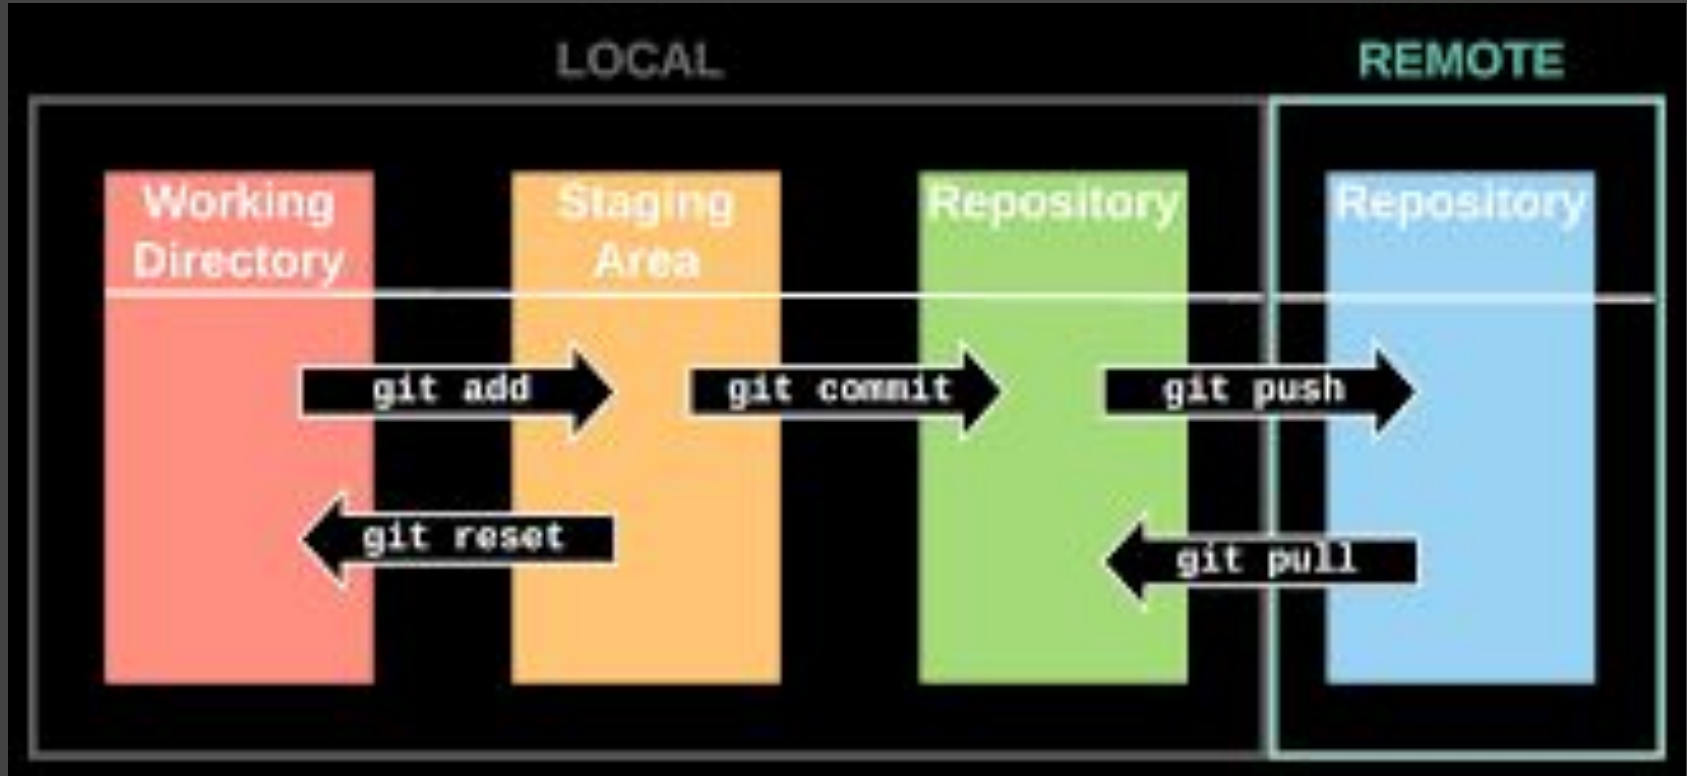 LOCAL
REMOTE
Working
Directory
Staging
Area
Repository
Repository
git add
git commit
git push
git reset
git pull